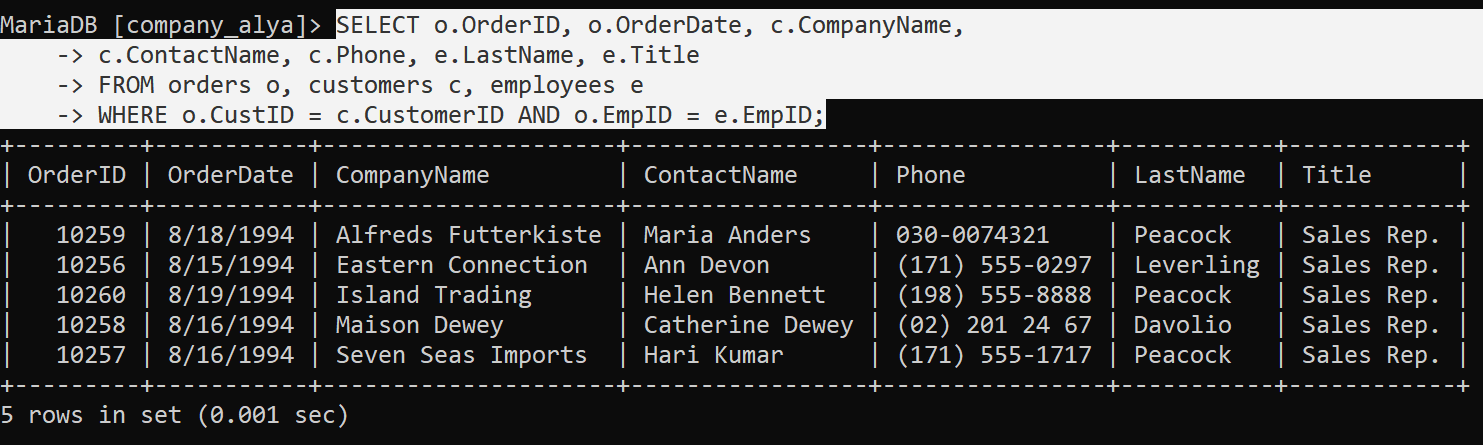 MariaDB [company_alya]> SELECT o.OrderID, o.OrderDate, c.CompanyName,
    -> c.ContactName, c.Phone, e.LastName, e.Title
    -> FROM orders o, customers c, employees e
    -> WHERE o.CustID = c.CustomerID AND o.EmpID = e.EmpID;
+---------+-----------+---------------------+-----------------+----------------+-----------+------------+
| OrderID | OrderDate | CompanyName         | ContactName     | Phone          | LastName  | Title      |
+---------+-----------+---------------------+-----------------+----------------+-----------+------------+
|   10259 | 8/18/1994 | Alfreds Futterkiste | Maria Anders    | 030-0074321    | Peacock   | Sales Rep. |
|   10256 | 8/15/1994 | Eastern Connection  | Ann Devon       | (171) 555-0297 | Leverling | Sales Rep. |
|   10260 | 8/19/1994 | Island Trading      | Helen Bennett   | (198) 555-8888 | Peacock   | Sales Rep. |
|   10258 | 8/16/1994 | Maison Dewey        | Catherine Dewey | (02) 201 24 67 | Davolio   | Sales Rep. |
|   10257 | 8/16/1994 | Seven Seas Imports  | Hari Kumar      | (171) 555-1717 | Peacock   | Sales Rep. |
+---------+-----------+---------------------+-----------------+----------------+-----------+------------+
5 rows in set (0.001 sec)